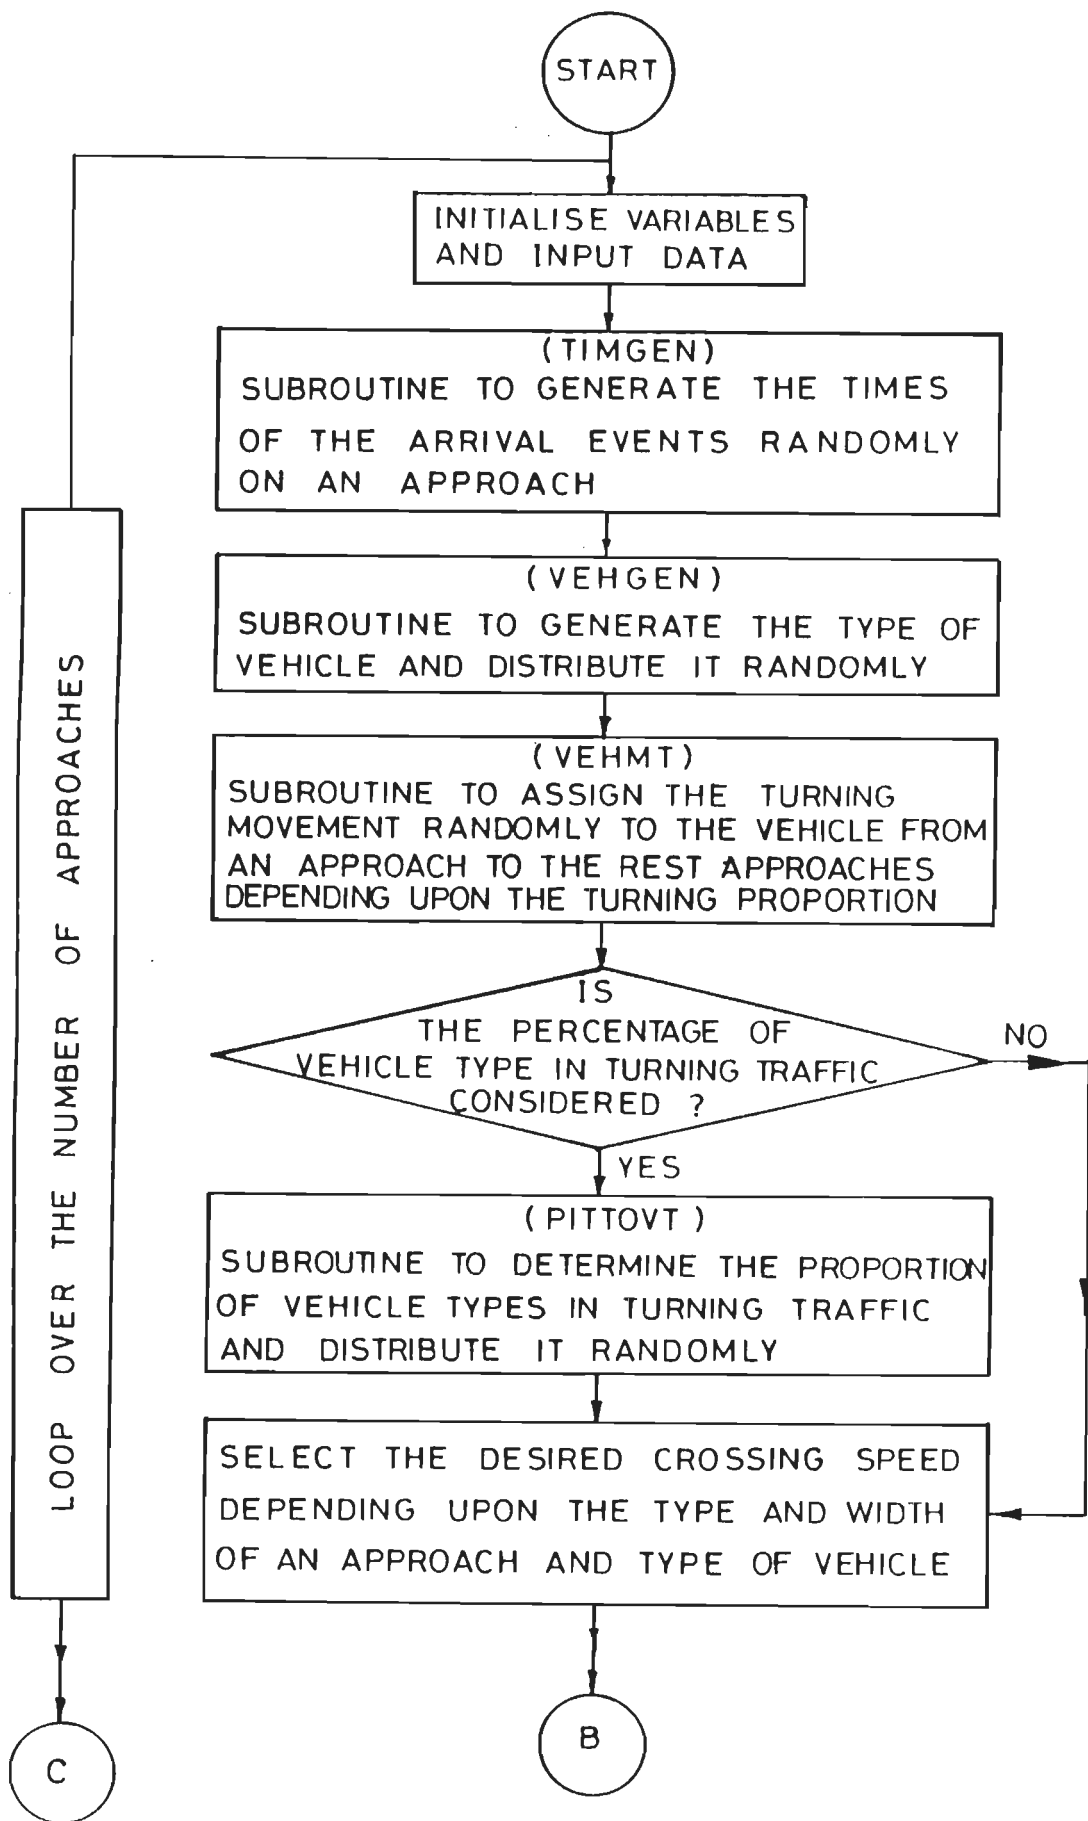 START
INITIALISE VARIABLES
AND INPUT DATA
(TIMGEN)
SUBROUTINE TO GENERATE THE TIMES
OF THE ARRIVAL EVENTS RANDOMLY
ON AN APPROACH
(VEHGEN)
SUBROUTINE TO GENERATE THE TYPE OF
VEHICLE AND DISTRIBUTE IT RANDOMLY
(VEHMT)
SUBROUTINE TO ASSIGN THE TURNING
MOVEMENT RANDOMLY TO THE VEHICLE FROM
AN APPROACH TO THE REST APPROACHES
DEPENDING UPON THE TURNING PROPORTION
IS
THE PERCENTAGE OF
VEHICLE TYPE IN TURNING TRAFFIC
CONSIDERED ?
NO
YES
(PITTOVT)
SUBROUTINE TO DETERMINE THE PROPORTION
OF VEHICLE TYPES IN TURNING TRAFFIC
AND DISTRIBUTE IT RANDOMLY
SELECT THE DESIRED CROSSING SPEED
DEPENDING UPON THE TYPE AND WIDTH
OF AN APPROACH AND TYPE OF VEHICLE
B
LOOP OVER THE NUMBER OF APPROACHES
C